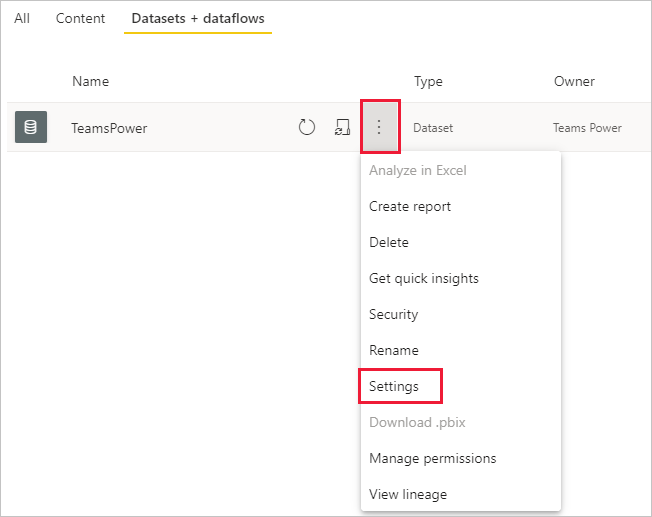 All Content Datasets + dataflows
Name Type Owner
TeamsPower Dataset Teams Power
Analyze in Excel
Create report
Delete
Get quick insights
Security
Rename
Settings
Download .pbix
Manage permissions
View lineage